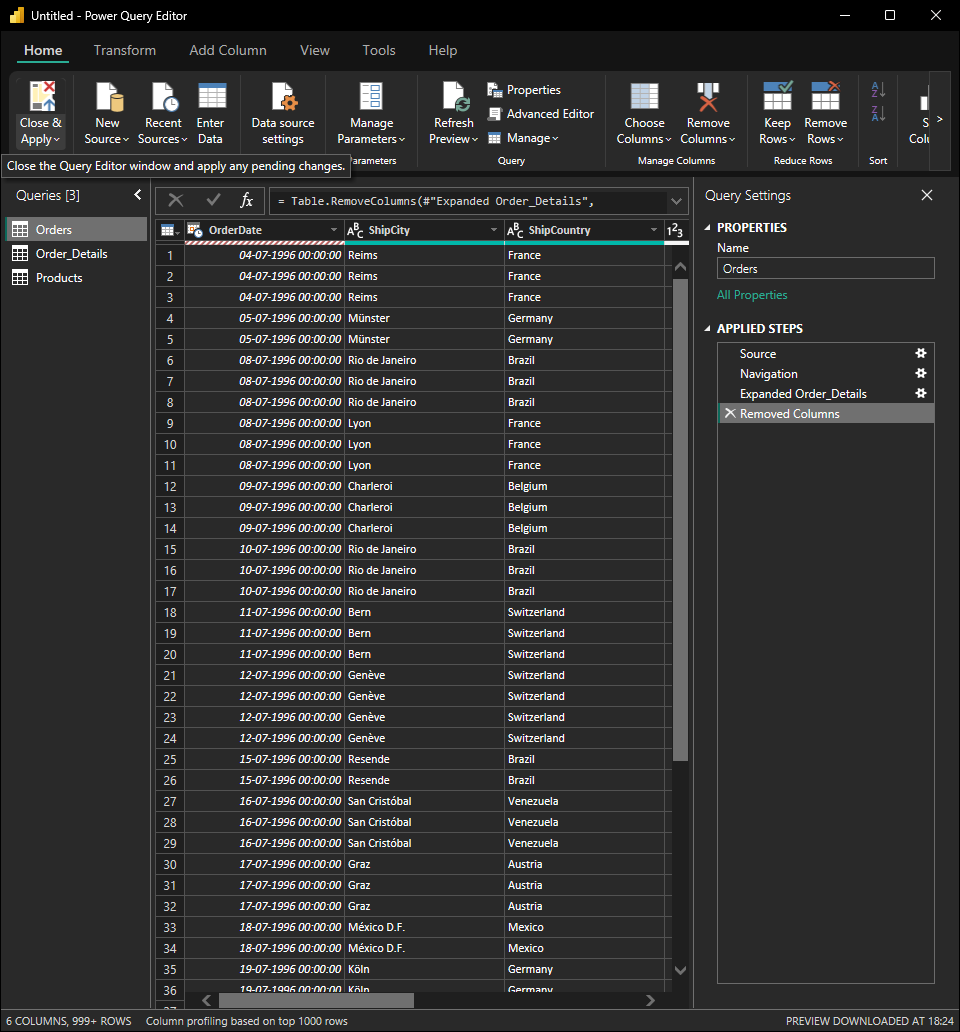 Untitled - Power Query Editor
Home Transform Add Column View Tools Help
Close & Apply
New Source
Recent Sources
Enter Data
Data source settings
Manage Parameters
Refresh Preview
Properties
Advanced Editor
Manage
Choose Columns
Remove Columns
Keep Rows
Remove Rows
Parameters
Query
Manage Columns
Reduce Rows
Sort
Close the Query Editor window and apply any pending changes.
Queries [3]
Orders
Order_Details
Products
fx = Table.RemoveColumns(#"Expanded Order_Details",
OrderDate ABC ShipCity ABC ShipCountry 123
1 04-07-1996 00:00:00 Reims France
2 04-07-1996 00:00:00 Reims France
3 04-07-1996 00:00:00 Reims France
4 05-07-1996 00:00:00 Münster Germany
5 05-07-1996 00:00:00 Münster Germany
6 08-07-1996 00:00:00 Rio de Janeiro Brazil
7 08-07-1996 00:00:00 Rio de Janeiro Brazil
8 08-07-1996 00:00:00 Rio de Janeiro Brazil
9 08-07-1996 00:00:00 Lyon France
10 08-07-1996 00:00:00 Lyon France
11 08-07-1996 00:00:00 Lyon France
12 09-07-1996 00:00:00 Charleroi Belgium
13 09-07-1996 00:00:00 Charleroi Belgium
14 09-07-1996 00:00:00 Charleroi Belgium
15 10-07-1996 00:00:00 Rio de Janeiro Brazil
16 10-07-1996 00:00:00 Rio de Janeiro Brazil
17 10-07-1996 00:00:00 Rio de Janeiro Brazil
18 11-07-1996 00:00:00 Bern Switzerland
19 11-07-1996 00:00:00 Bern Switzerland
20 11-07-1996 00:00:00 Bern Switzerland
21 12-07-1996 00:00:00 Genève Switzerland
22 12-07-1996 00:00:00 Genève Switzerland
23 12-07-1996 00:00:00 Genève Switzerland
24 12-07-1996 00:00:00 Genève Switzerland
25 15-07-1996 00:00:00 Resende Brazil
26 15-07-1996 00:00:00 Resende Brazil
27 16-07-1996 00:00:00 San Cristóbal Venezuela
28 16-07-1996 00:00:00 San Cristóbal Venezuela
29 16-07-1996 00:00:00 San Cristóbal Venezuela
30 17-07-1996 00:00:00 Graz Austria
31 17-07-1996 00:00:00 Graz Austria
32 17-07-1996 00:00:00 Graz Austria
33 18-07-1996 00:00:00 México D.F. Mexico
34 18-07-1996 00:00:00 México D.F. Mexico
35 19-07-1996 00:00:00 Köln Germany
36 19-07-1996 00:00:00 Köln Germany
Query Settings
PROPERTIES
Name
Orders
All Properties
APPLIED STEPS
Source
Navigation
Expanded Order_Details
Removed Columns
6 COLUMNS, 999+ ROWS Column profiling based on top 1000 rows PREVIEW DOWNLOADED AT 18:24